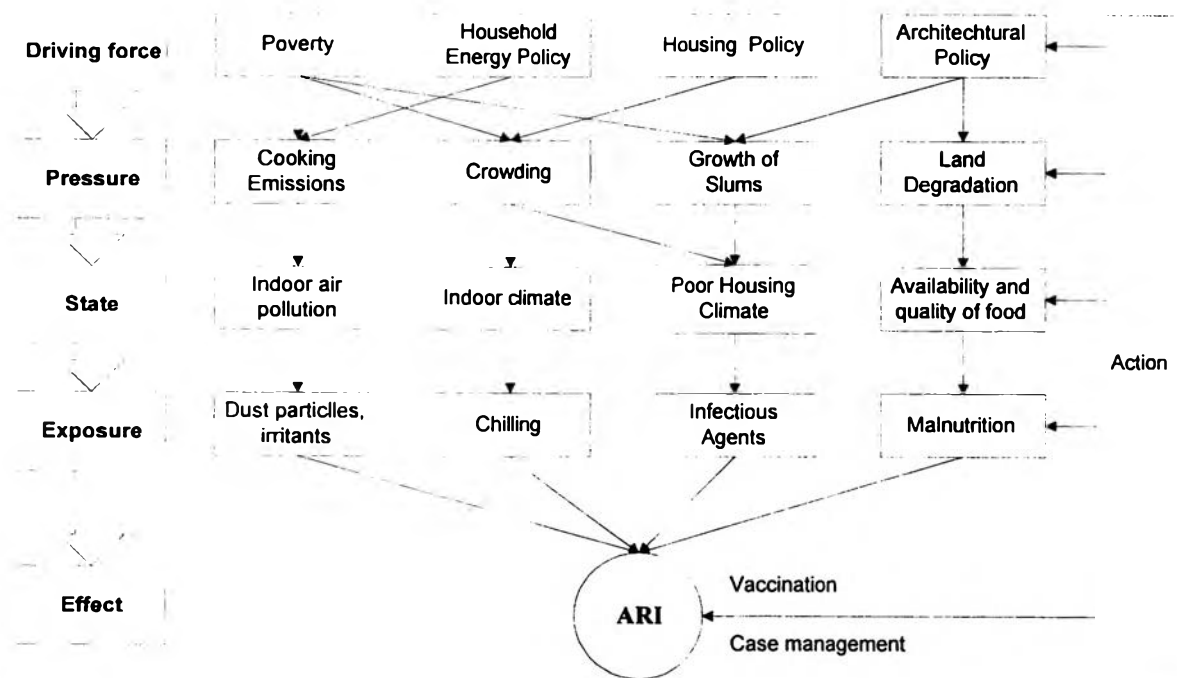 Driving force
Poverty
Household
Energy Policy
Housing Policy
Architechtural
Policy
Pressure
Cooking
Emissions
Crowding
Growth of
Slums
Land
Degradation
State
Indoor air
pollution
Indoor climate
Poor Housing
Climate
Availability and
quality of food
Action
Exposure
Dust particlles,
irritants
Chilling
Infectious
Agents
Malnutrition
Effect
ARI
Vaccination
Case management